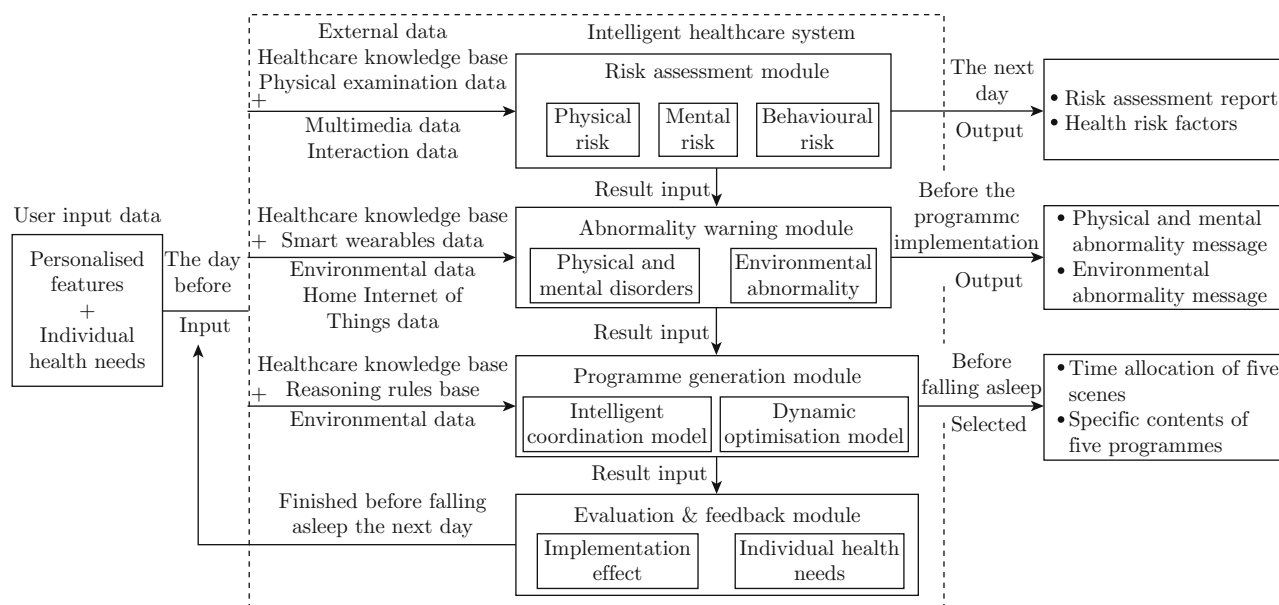 External data
Healthcare knowledge base
Physical examination data
+
Multimedia data
Interaction data
Intelligent healthcare system
Risk assessment module
Physical
risk
Mental
risk
Behavioural
risk
The next
day
Output
• Risk assessment report
• Health risk factors
Result input
User input data
Personalised
features
+
Individual
health needs
The day
before
Input
Healthcare knowledge base
+ Smart wearables data
Environmental data
Home Internet of
Things data
Abnormality warning module
Physical and
mental disorders
Environmental
abnormality
Before the
programmc
implementation
Output
• Physical and mental
abnormality message
• Environmental
abnormality message
Result input
Healthcare knowledge base
+ Reasoning rules base
Environmental data
Programme generation module
Intelligent
coordination model
Dynamic
optimisation model
Before
falling asleep
Selected
• Time allocation of five
scenes
• Specific contents of
five programmes
Result input
Finished before falling
asleep the next day
Evaluation & feedback module
Implementation
effect
Individual health
needs